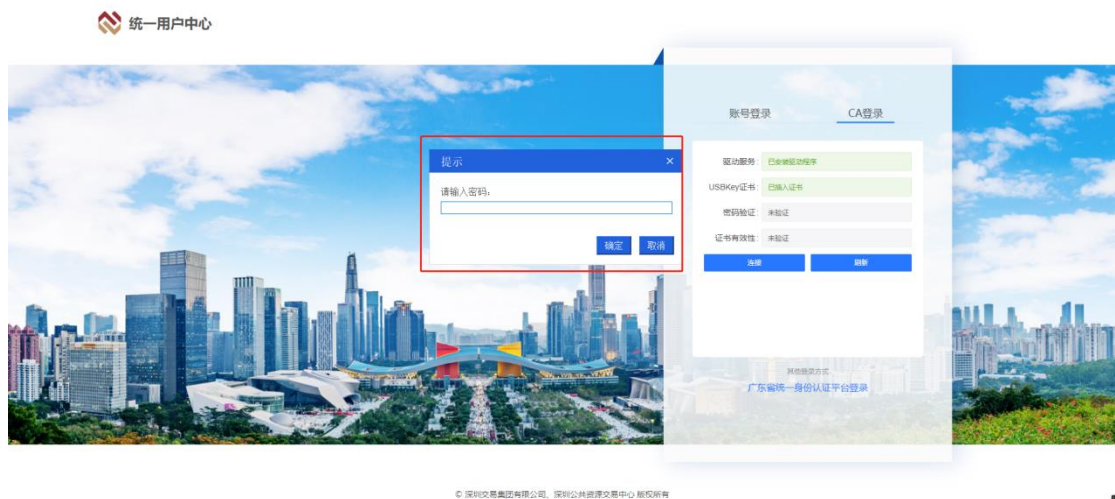 统一用户中心
账号登录 CA登录
提示 ×
请输入密码：
确定 取消
驱动服务 已安装驱动程序
USBKey证书 已插入证书
密码验证 未验证
证书有效性 未验证
连接 刷新
其他登录方式
广东省统一身份认证平台登录
© 深圳交易集团有限公司、深圳公共资源交易中心 版权所有